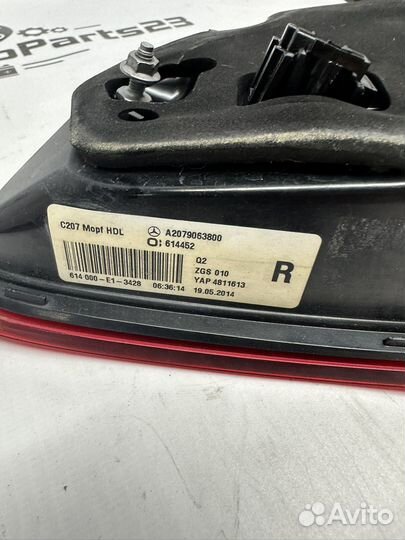 oParts23
C207 Mopf HDL
A2079063800
614452
Q2
ZGS 010
YAP 4811613
614 000-E1-3428 06:36:14 19.05.2014
R
Avito